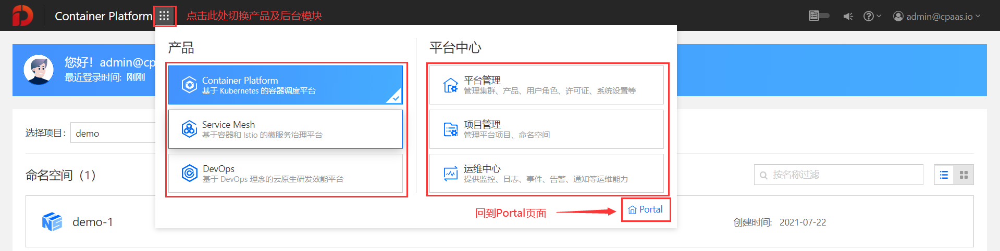 Container Platform
点击此处切换产品及后台模块
admin@cpaas.io
产品
Container Platform
基于 Kubernetes 的容器调度平台
Service Mesh
基于容器和 Istio 的微服务治理平台
DevOps
基于 DevOps 理念的云原生研发效能平台
平台中心
平台管理
管理集群、产品、用户角色、许可证、系统设置等
项目管理
管理平台项目、命名空间
运维中心
提供监控、日志、事件、告警、通知等运维能力
回到Portal页面
Portal
您好！admin@cp
最近登录时间: 刚刚
选择项目: demo
命名空间 (1)
按名称过滤
demo-1
创建时间: 2021-07-22